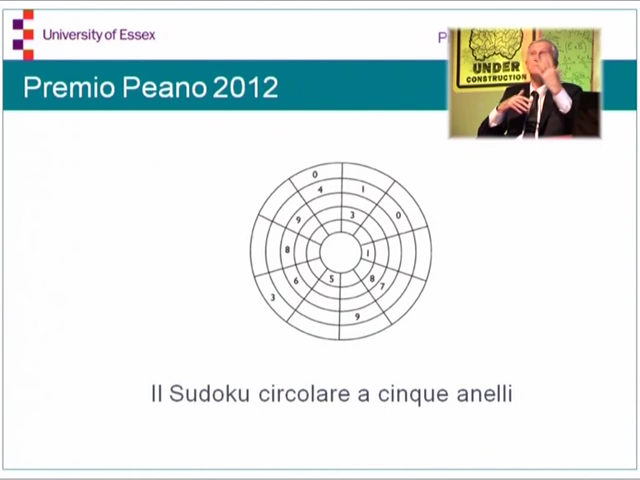 University of Essex
P
UNDER
CONSTRUCTION
Premio Peano 2012
0
4
1
9
3
0
8
1
6
5
8
7
3
9
Il Sudoku circolare a cinque anelli